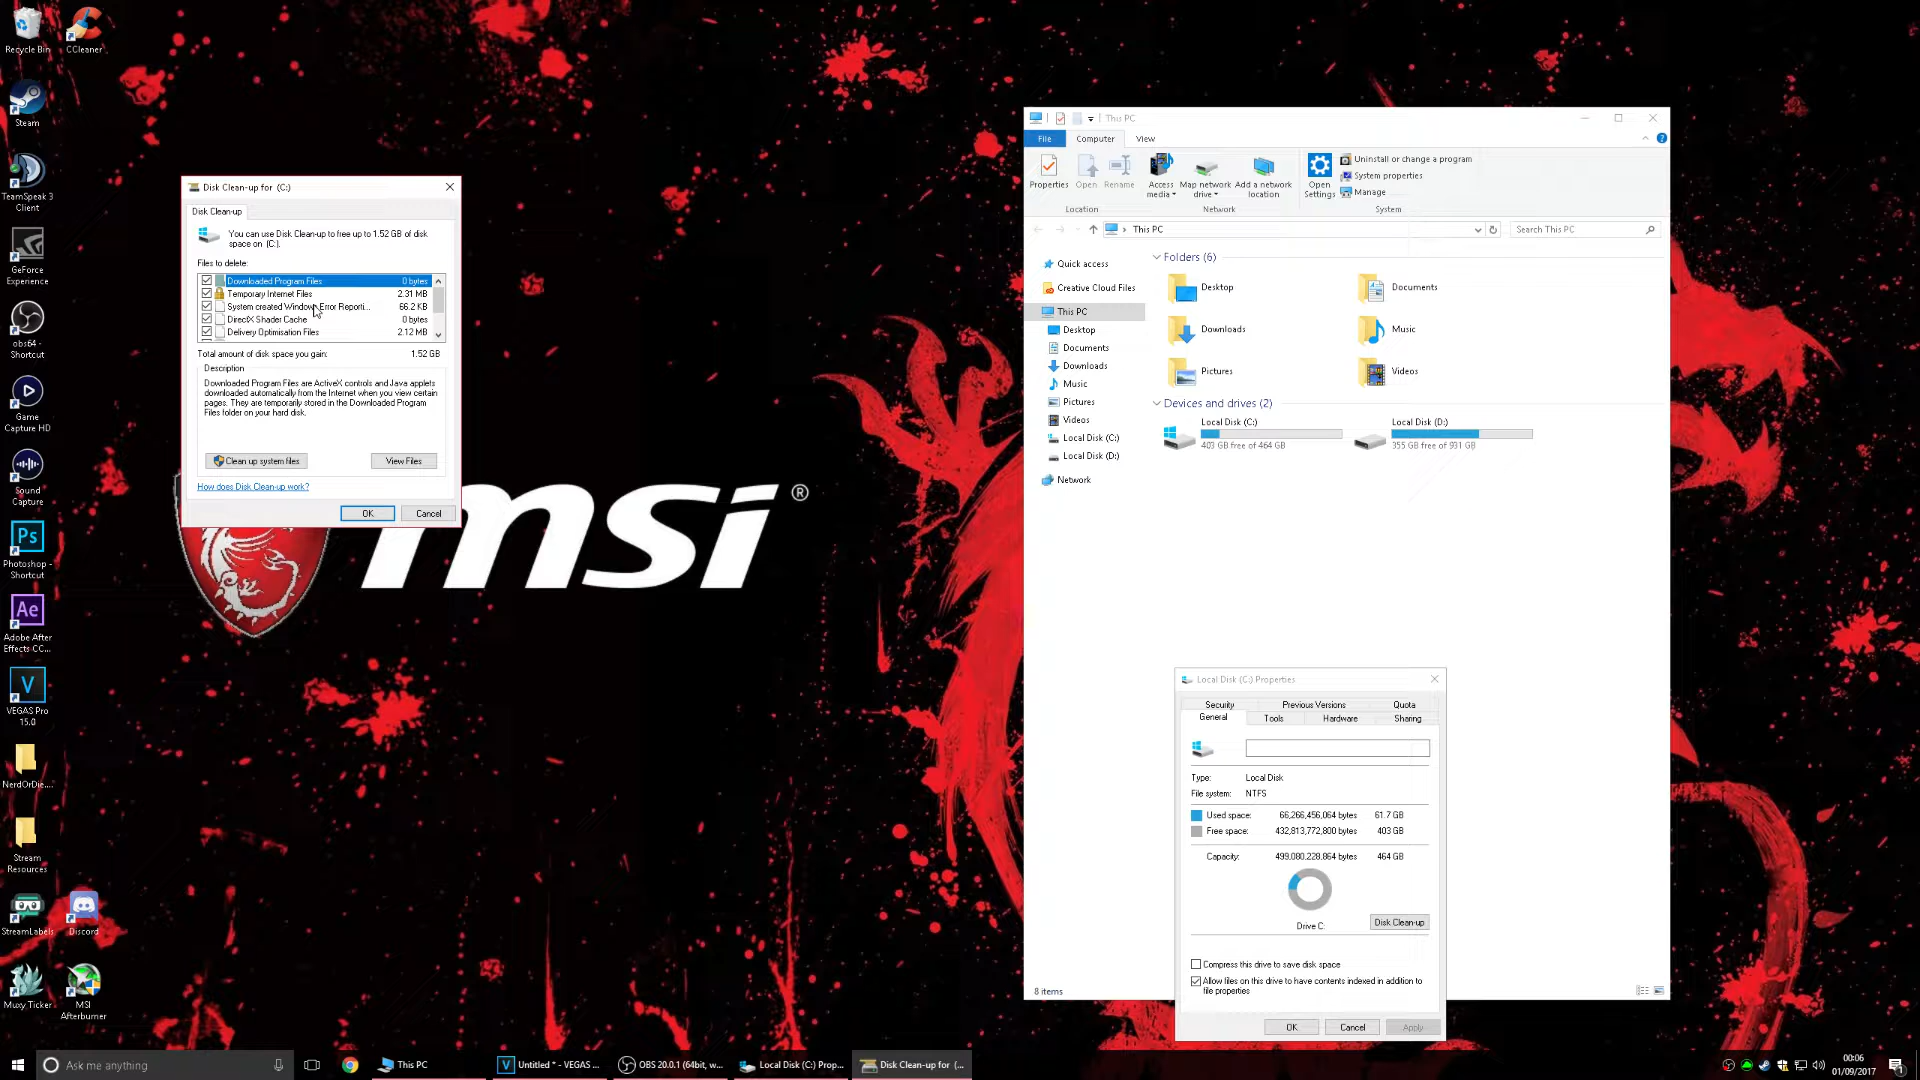 Recycle Bin
CCleaner
Steam
TeamSpeak 3
Client
GeForce
Experience
obs64 -
Shortcut
Game
Capture HD
Sound
Capture
Ps
Photoshop -
Shortcut
Ae
Adobe After
Effects CC...
V
VEGAS Pro
15.0
NerdOrDie....
Stream
Resources
StreamLabels
Discord
Muxy Ticker
MSI
Afterburner
Disk Clean-up for (C:)
Disk Clean-up
You can use Disk Clean-up to free up to 1.52 GB of disk
space on (C:).
Files to delete:
Downloaded Program Files 0 bytes
Temporary Internet Files 2.31 MB
System created Windows Error Reporti... 66.2 KB
DirectX Shader Cache 0 bytes
Delivery Optimisation Files 2.12 MB
Total amount of disk space you gain: 1.52 GB
Description
Downloaded Program Files are ActiveX controls and Java applets
downloaded automatically from the Internet when you view certain
pages. They are temporarily stored in the Downloaded Program
Files folder on your hard disk.
Clean up system files
View Files
How does Disk Clean-up work?
OK
Cancel
msi ®
This PC
File
Computer
View
Properties
Open
Rename
Access
media
Map network
drive
Add a network
location
Open
Settings
Uninstall or change a program
System properties
Manage
Location
Network
System
This PC
Search This PC
Quick access
Creative Cloud Files
This PC
Desktop
Documents
Downloads
Music
Pictures
Videos
Local Disk (C:)
Local Disk (D:)
Network
Folders (6)
Desktop
Documents
Downloads
Music
Pictures
Videos
Devices and drives (2)
Local Disk (C:)
403 GB free of 464 GB
Local Disk (D:)
355 GB free of 931 GB
8 items
Local Disk (C:) Properties
Security
Previous Versions
Quota
General
Tools
Hardware
Sharing
Type: Local Disk
File system: NTFS
Used space: 66,266,456,064 bytes 61.7 GB
Free space: 432,813,772,800 bytes 403 GB
Capacity: 499,080,228,864 bytes 464 GB
Drive C:
Disk Clean-up
Compress this drive to save disk space
Allow files on this drive to have contents indexed in addition to
file properties
OK
Cancel
Apply
Ask me anything
This PC
Untitled * - VEGAS ...
OBS 20.0.1 (64bit, w...
Local Disk (C:) Prop...
Disk Clean-up for (...
00:06
01/09/2017